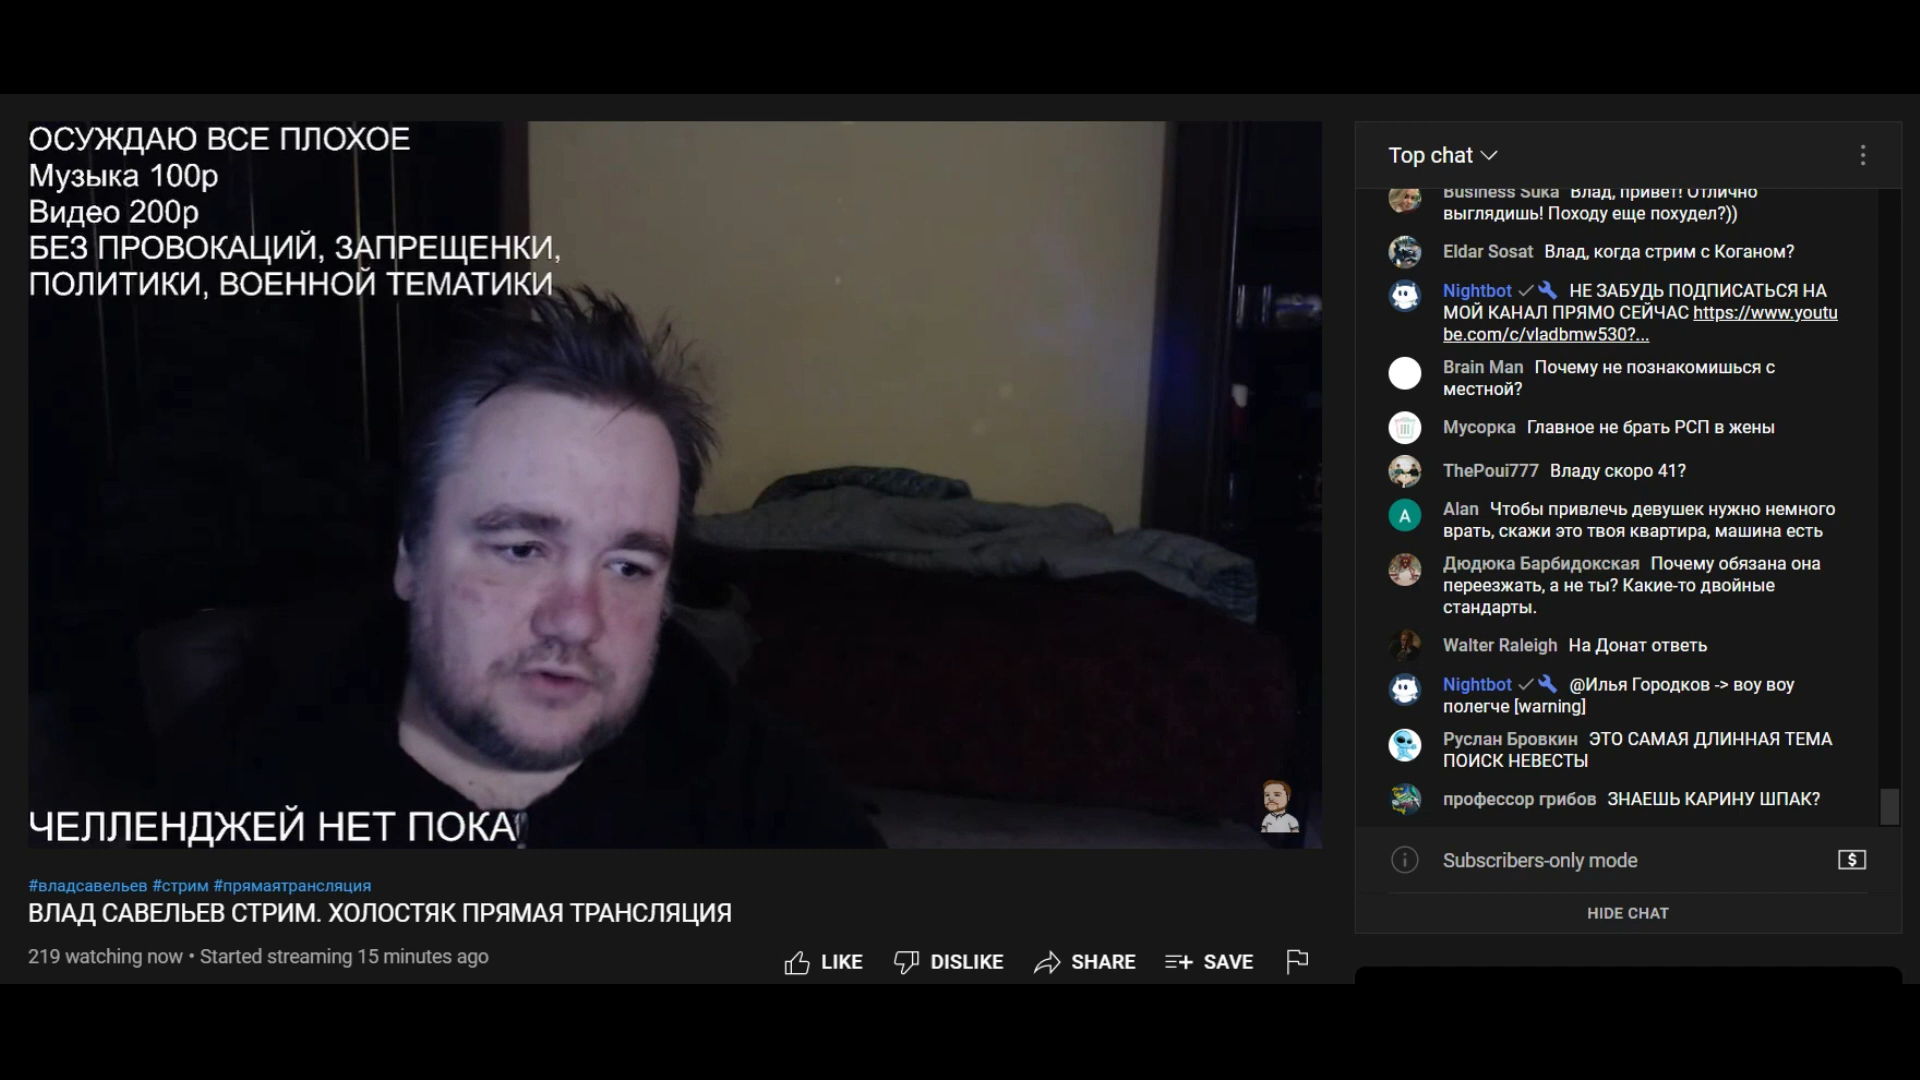 ОСУЖДАЮ ВСЕ ПЛОХОЕ
Музыка 100р
Видео 200р
БЕЗ ПРОВОКАЦИЙ, ЗАПРЕЩЕНКИ,
ПОЛИТИКИ, ВОЕННОЙ ТЕМАТИКИ
ЧЕЛЛЕНДЖЕЙ НЕТ ПОКА
#владсавельев #стрим #прямаятрансляция
ВЛАД САВЕЛЬЕВ СТРИМ. ХОЛОСТЯК ПРЯМАЯ ТРАНСЛЯЦИЯ
219 watching now • Started streaming 15 minutes ago
LIKE
DISLIKE
SHARE
SAVE
Top chat
Business Suka Влад, привет! Отлично
выглядишь! Походу еще похудел?))
Eldar Sosat Влад, когда стрим с Коганом?
Nightbot НЕ ЗАБУДЬ ПОДПИСАТЬСЯ НА
МОЙ КАНАЛ ПРЯМО СЕЙЧАС https://www.youtu
be.com/c/vladbmw530?...
Brain Man Почему не познакомишься с
местной?
Мусорка Главное не брать РСП в жены
ThePoui777 Владу скоро 41?
A
Alan Чтобы привлечь девушек нужно немного
врать, скажи это твоя квартира, машина есть
Дюдюка Барбидокская Почему обязана она
переезжать, а не ты? Какие-то двойные
стандарты.
Walter Raleigh На Донат ответь
Nightbot @Илья Городков -> воу воу
полегче [warning]
Руслан Бровкин ЭТО САМАЯ ДЛИННАЯ ТЕМА
ПОИСК НЕВЕСТЫ
профессор грибов ЗНАЕШЬ КАРИНУ ШПАК?
Subscribers-only mode
$
HIDE CHAT